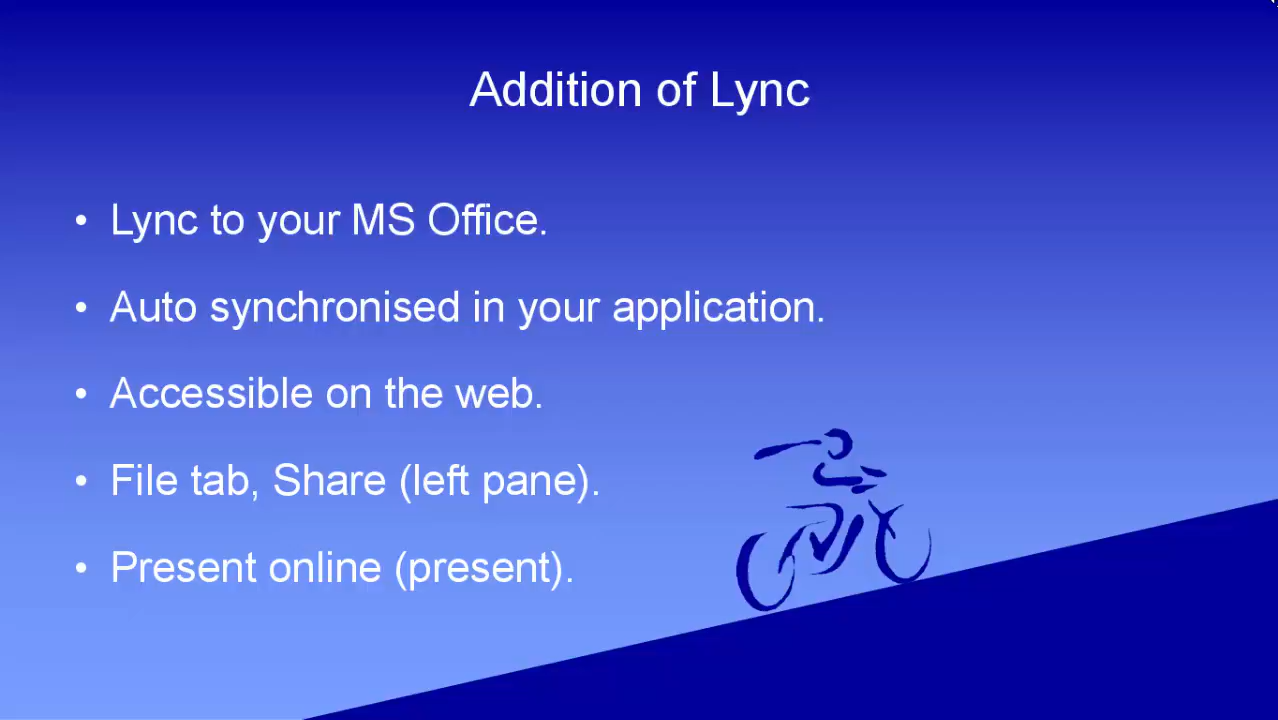 Addition of Lync
• Lync to your MS Office.
• Auto synchronised in your application.
• Accessible on the web.
• File tab, Share (left pane).
• Present online (present).